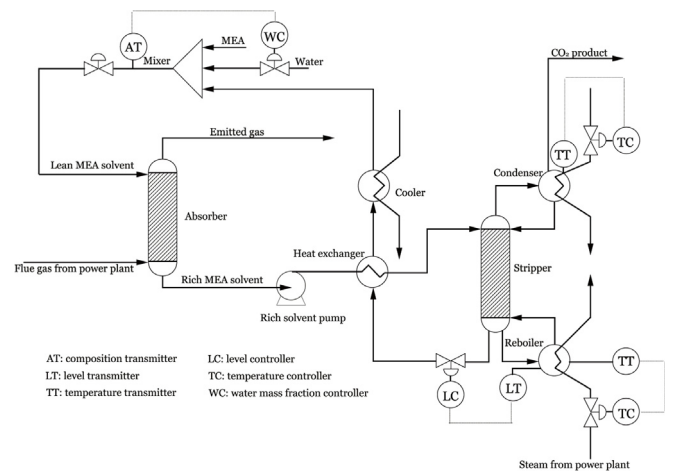 AT
WC
MEA
Mixer
Water
CO₂ product
TC
TT
Emitted gas
Lean MEA solvent
Condenser
Cooler
Absorber
Heat exchanger
Flue gas from power plant
Stripper
Rich MEA solvent
Rich solvent pump
Reboiler
AT: composition transmitter
LC: level controller
TT
LT: level transmitter
TC: temperature controller
LT
TT: temperature transmitter
WC: water mass fraction controller
LC
TC
Steam from power plant